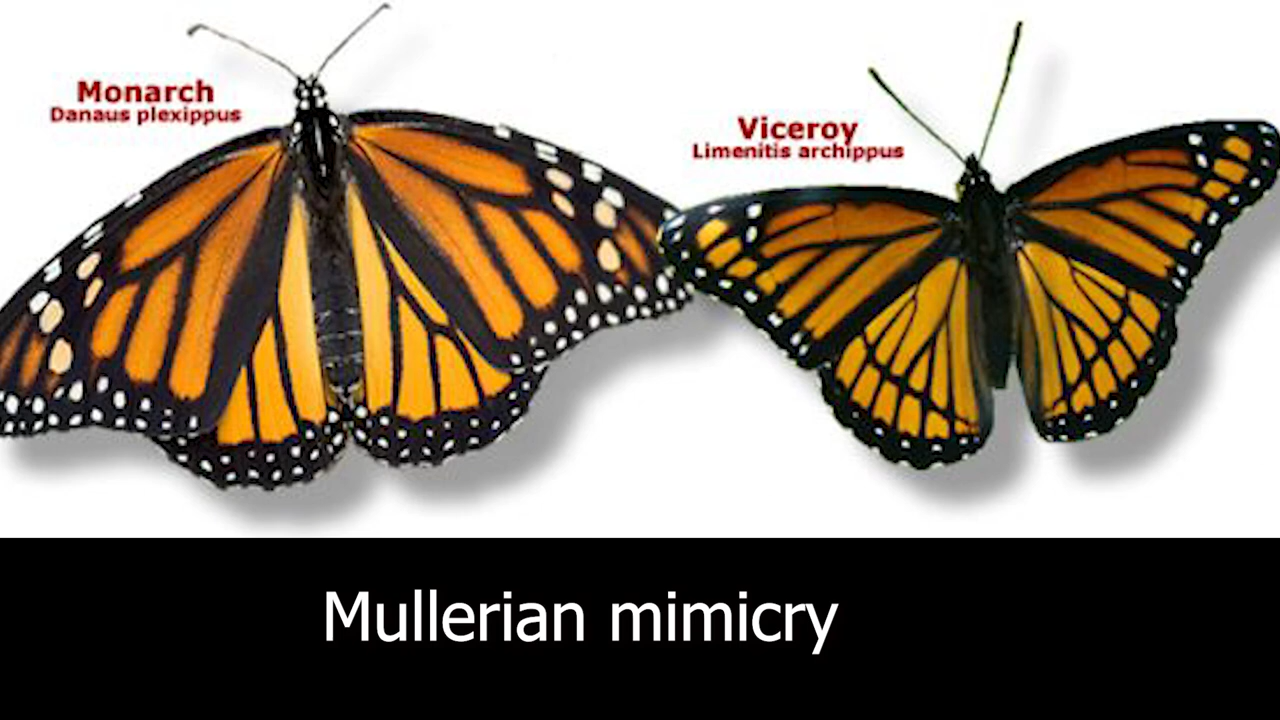 Monarch
Danaus plexippus
Viceroy
Limenitis archippus
Mullerian mimicry